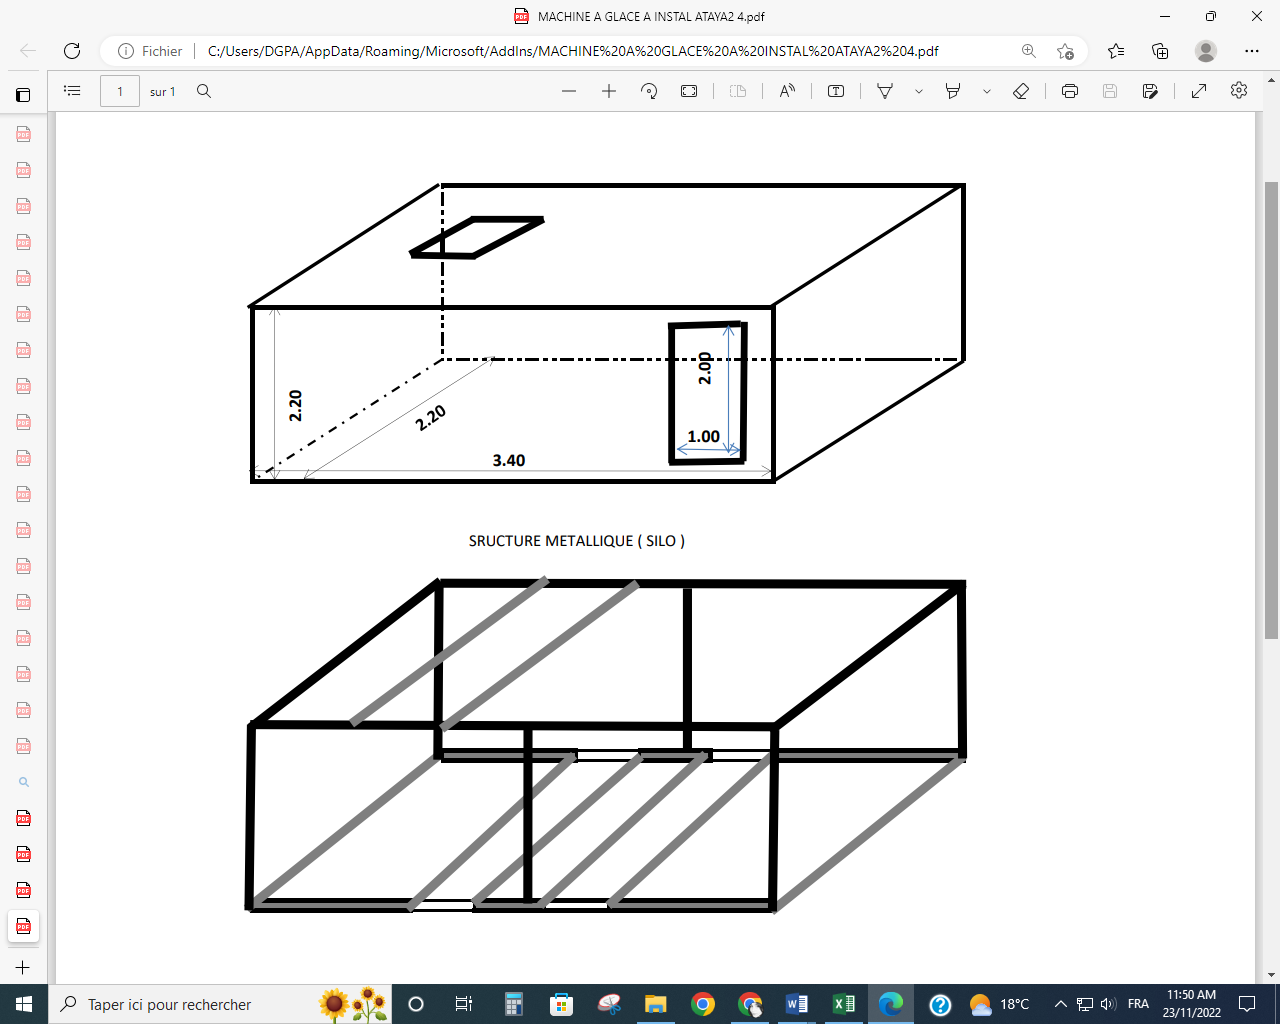 MACHINE A GLACE A INSTAL ATAYA2 4.pdf
Fichier C:/Users/DGPA/AppData/Roaming/Microsoft/AddIns/MACHINE%20A%20GLACE%20A%20INSTAL%20ATAYA2%204.pdf
1 sur 1
2.00
2.20
2.20
1.00
3.40
SRUCTURE METALLIQUE ( SILO )
Taper ici pour rechercher
18°C
FRA
11:50 AM
23/11/2022